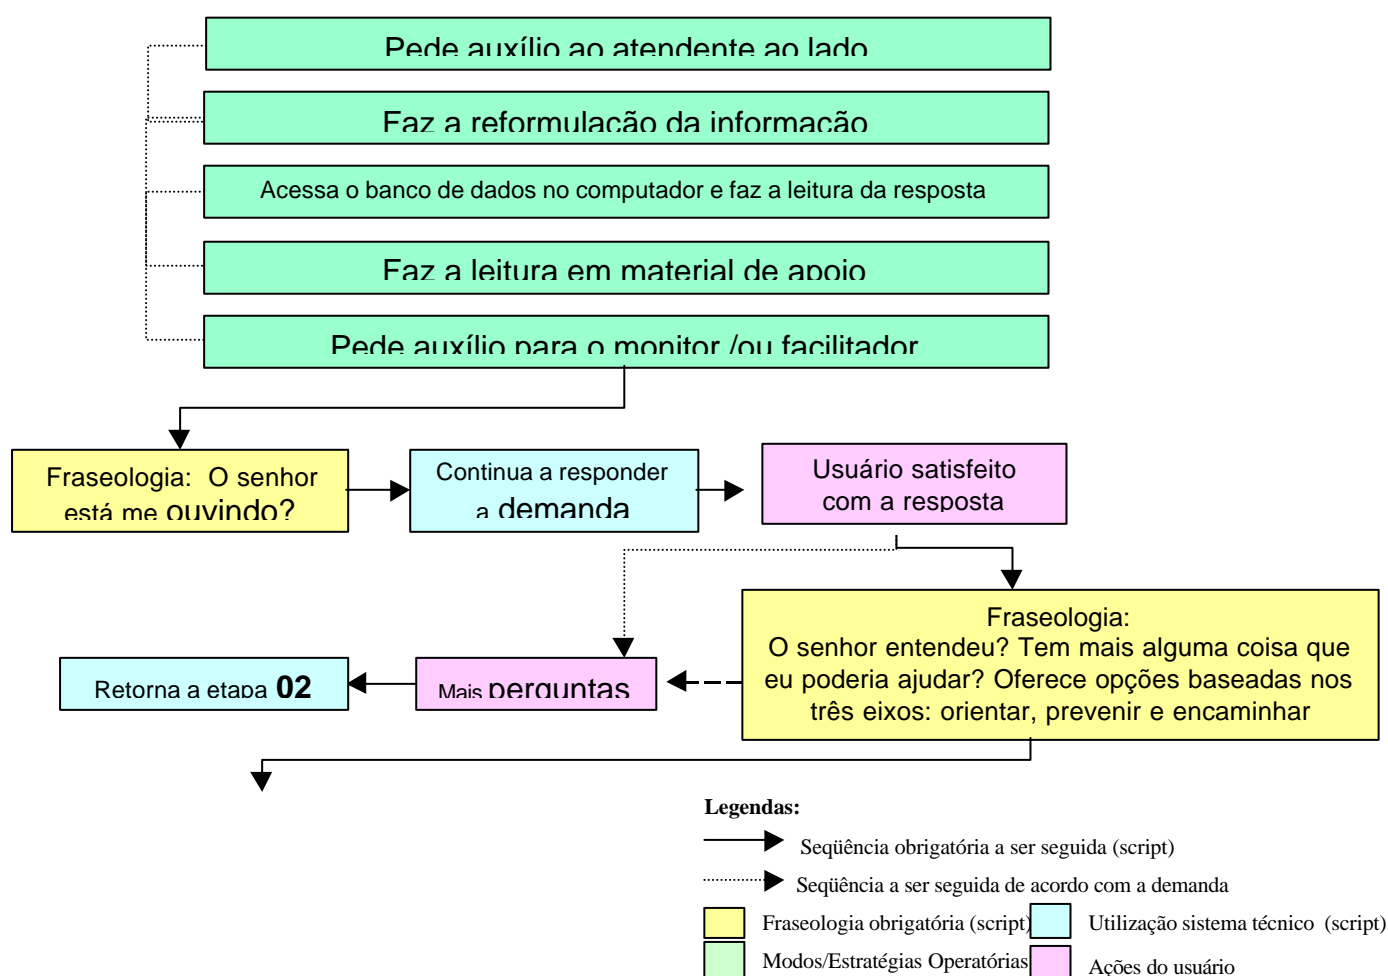 Pede auxílio ao atendente ao lado
Faz a reformulação da informação
Acessa o banco de dados no computador e faz a leitura da resposta
Faz a leitura em material de apoio
Pede auxílio para o monitor /ou facilitador
Fraseologia: O senhor
está me ouvindo?
Continua a responder
a demanda
Usuário satisfeito
com a resposta
Fraseologia:
O senhor entendeu? Tem mais alguma coisa que
eu poderia ajudar? Oferece opções baseadas nos
três eixos: orientar, prevenir e encaminhar
Mais perguntas
Retorna a etapa 02
Legendas:
Seqüência obrigatória a ser seguida (script)
Seqüência a ser seguida de acordo com a demanda
Fraseologia obrigatória (script)
Utilização sistema técnico (script)
Modos/Estratégias Operatórias
Ações do usuário